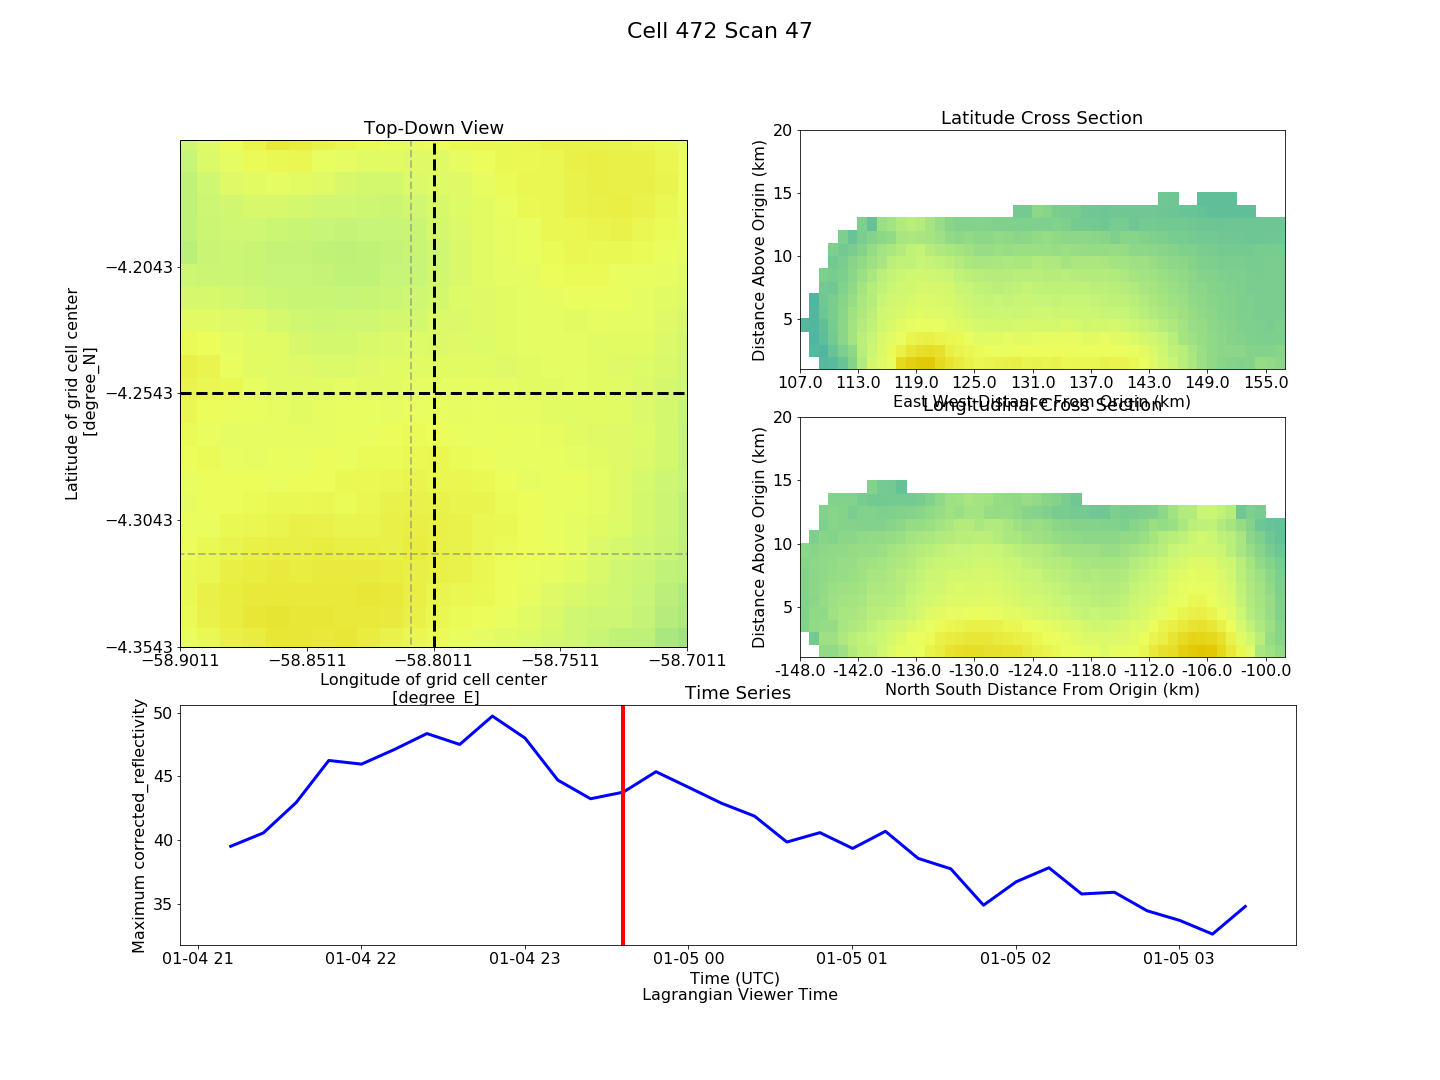 Cell 472 Scan 47
Top-Down View
Latitude of grid cell center
[degree_N]
−4.2043
−4.2543
−4.3043
−4.3543
−58.9011 −58.8511 −58.8011 −58.7511 −58.7011
Longitude of grid cell center
[degree_E]
Latitude Cross Section
Distance Above Origin (km)
20
15
10
5
107.0 113.0 119.0 125.0 131.0 137.0 143.0 149.0 155.0
East West Distance From Origin (km)
Longitudinal Cross Section
Distance Above Origin (km)
20
15
10
5
-148.0 -142.0 -136.0 -130.0 -124.0 -118.0 -112.0 -106.0 -100.0
North South Distance From Origin (km)
Time Series
Maximum corrected_reflectivity
50
45
40
35
01-04 21 01-04 22 01-04 23 01-05 00 01-05 01 01-05 02 01-05 03
Time (UTC)
Lagrangian Viewer Time